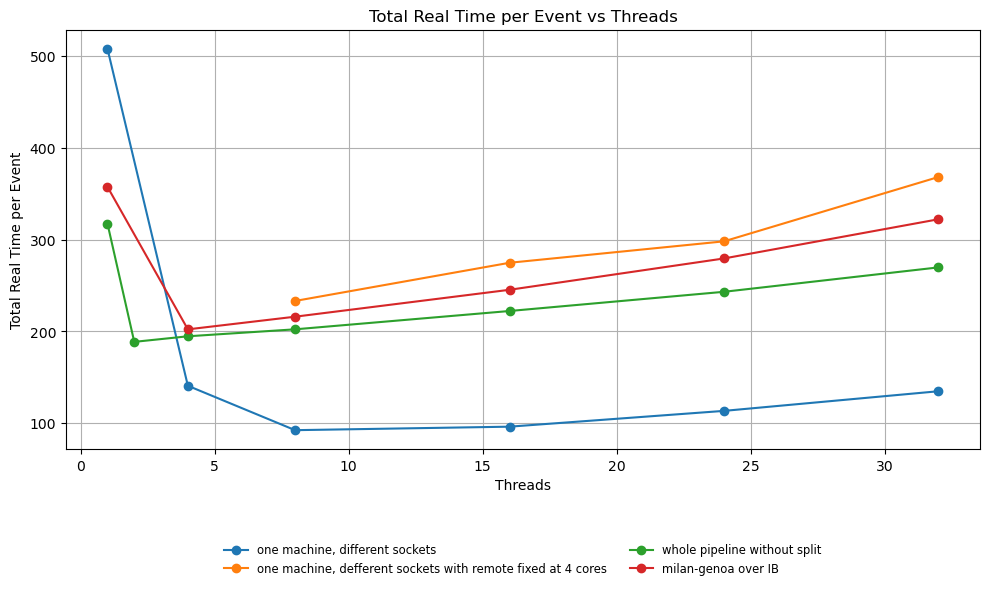 Total Real Time per Event vs Threads
Total Real Time per Event
500
400
300
200
100
0
5
10
15
20
25
30
Threads
one machine, different sockets
one machine, defferent sockets with remote fixed at 4 cores
whole pipeline without split
milan-genoa over IB